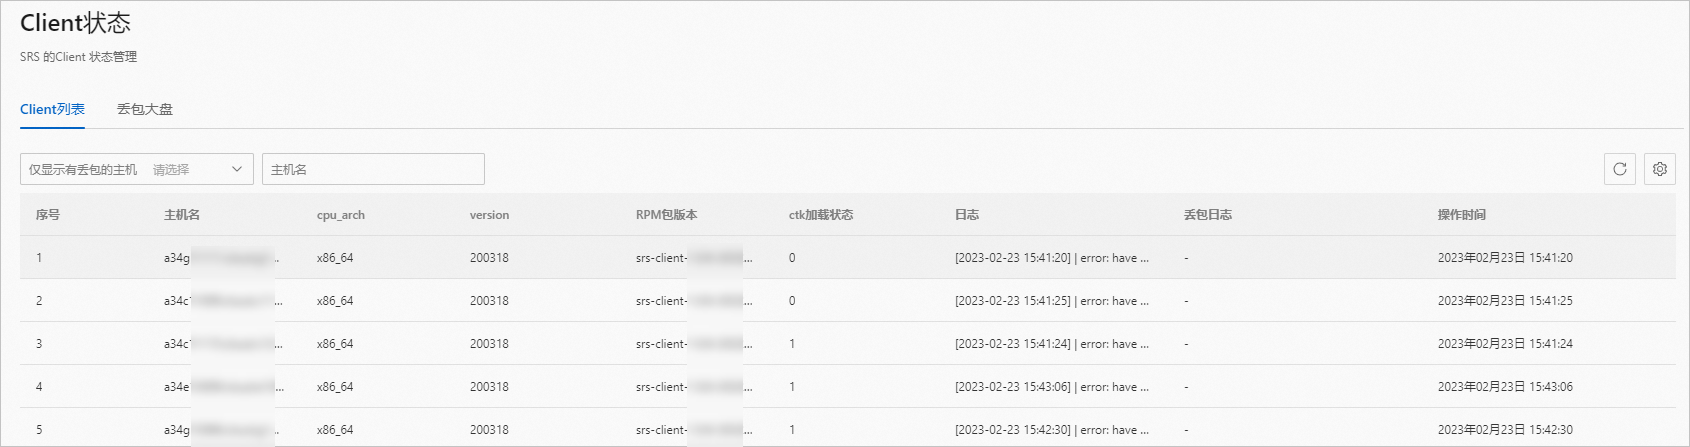 Client状态
SRS 的Client 状态管理
Client列表 丢包大盘
仅显示有丢包的主机 请选择 主机名
序号 主机名 cpu_arch version RPM包版本 ctk加载状态 日志 丢包日志 操作时间
1 a34g ... x86_64 200318 srs-client- ... 0 [2023-02-23 15:41:20] | error: have ... - 2023年02月23日 15:41:20
2 a34c ... x86_64 200318 srs-client- ... 0 [2023-02-23 15:41:25] | error: have ... - 2023年02月23日 15:41:25
3 a34c ... x86_64 200318 srs-client- ... 1 [2023-02-23 15:41:24] | error: have ... - 2023年02月23日 15:41:24
4 a34e ... x86_64 200318 srs-client- ... 1 [2023-02-23 15:43:06] | error: have ... - 2023年02月23日 15:43:06
5 a34g ... x86_64 200318 srs-client- ... 1 [2023-02-23 15:42:30] | error: have ... - 2023年02月23日 15:42:30